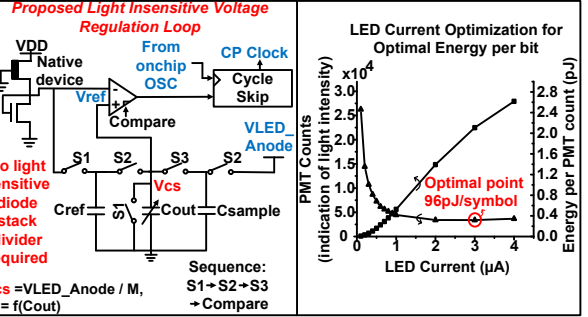 Proposed Light Insensitive Voltage
Regulation Loop
VDD
Native
device
From
onchip
OSC
CP Clock
Cycle
Skip
Vref
Compare
VLED_
Anode
S1
S2
S3
S2
Vcs
Cref
S1
Cout
Csample
o light
diode
stack
Sequence:
S1→S2→S3
→Compare
=VLED_Anode / M,
= f(Cout)
LED Current Optimization for
Optimal Energy per bit
x10⁴
3.0
2.5
2.0
1.5
1.0
5.0
0
PMT Counts
(indication of light intensity)
2.8
2.4
2.0
1.6
1.2
0.8
0.4
0.0
Energy per PMT count (pJ)
Optimal point
96pJ/symbol
0 1 2 3 4
LED Current (µA)